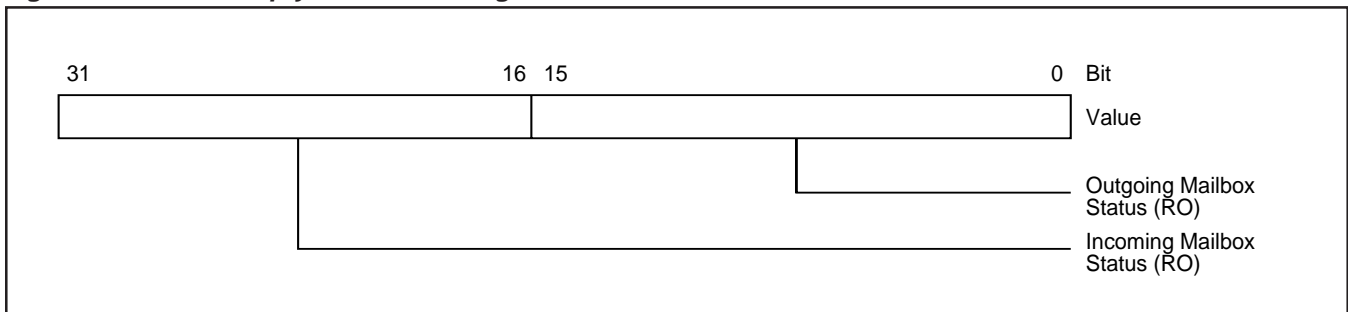 31 16 15 0 Bit
Value
Outgoing Mailbox
Status (RO)
Incoming Mailbox
Status (RO)